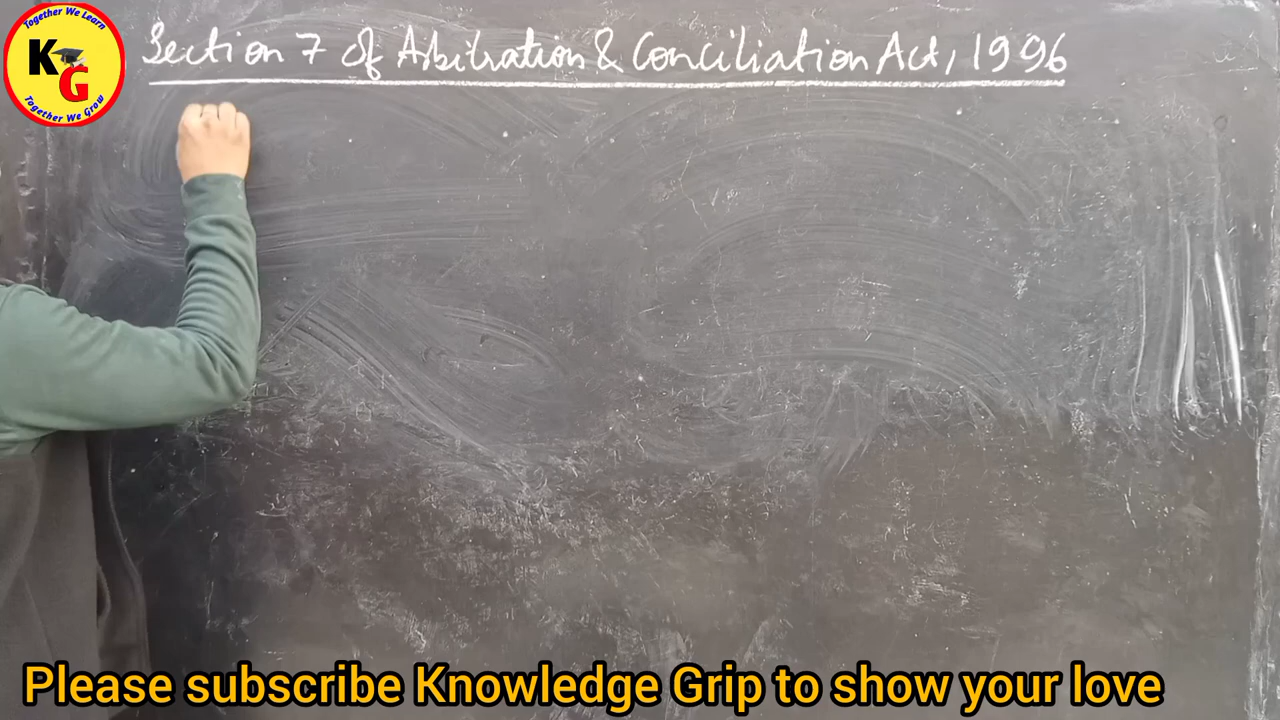 Together We Learn
KG
Together We Grow
Section 7 Of Arbitration & Conciliation Act, 1996
Please subscribe Knowledge Grip to show your love